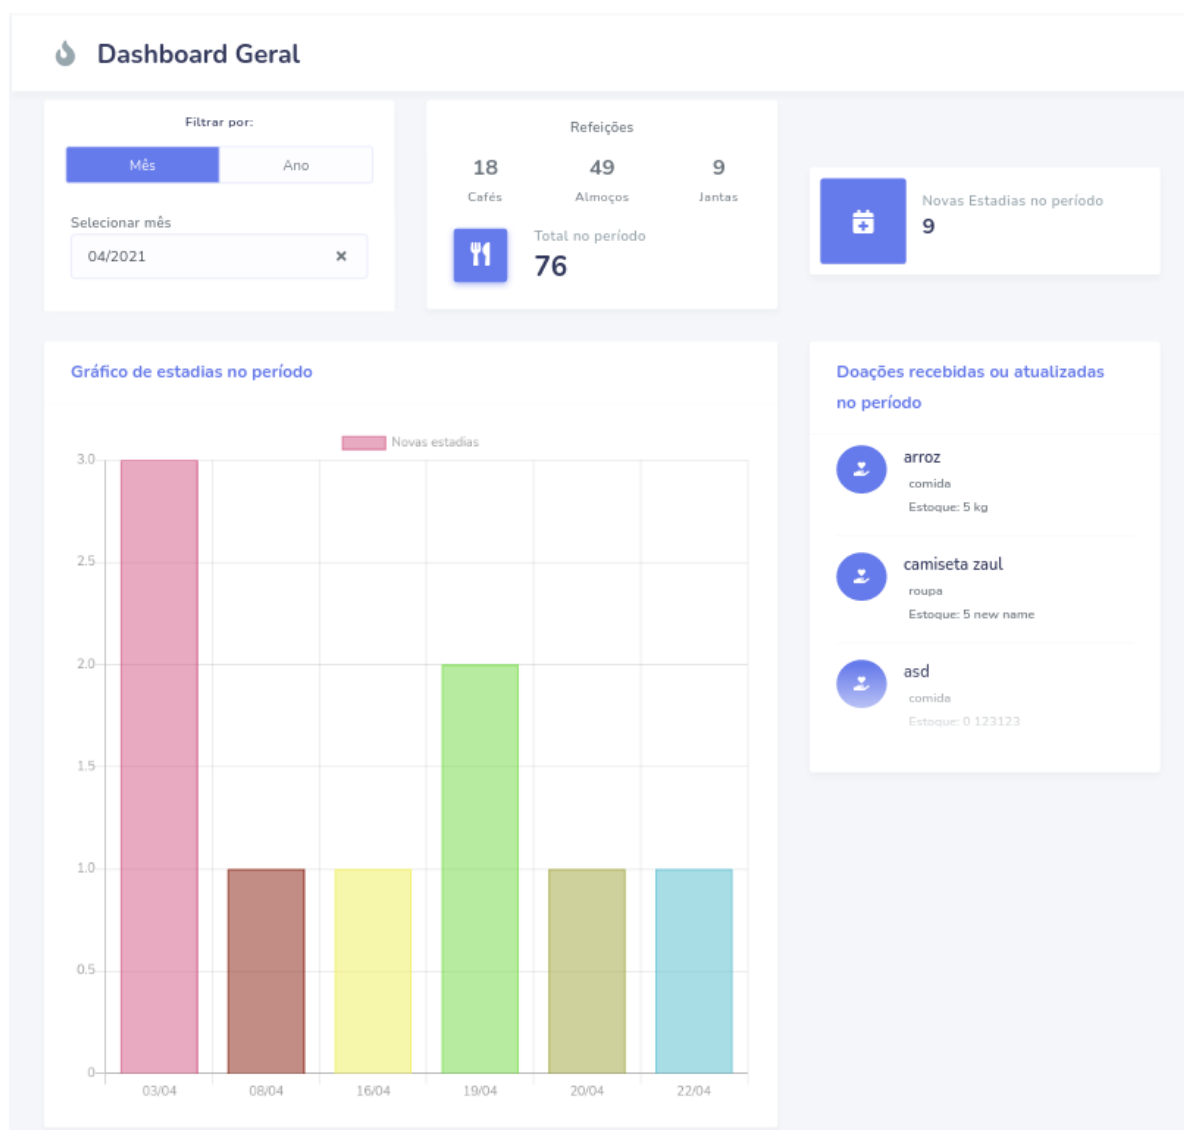 Dashboard Geral
Filtrar por:
Mês Ano
Selecionar mês
04/2021 ×
Refeições
18 49 9
Cafés Almoços Jantas
Total no período
76
Novas Estadias no período
9
Gráfico de estadias no período
Novas estadias
3.0
2.5
2.0
1.5
1.0
0.5
0
03/04 08/04 16/04 19/04 20/04 22/04
Doações recebidas ou atualizadas
no período
arroz
comida
Estoque: 5 kg
camiseta zaul
roupa
Estoque: 5 new name
asd
comida
Estoque: 0 123123